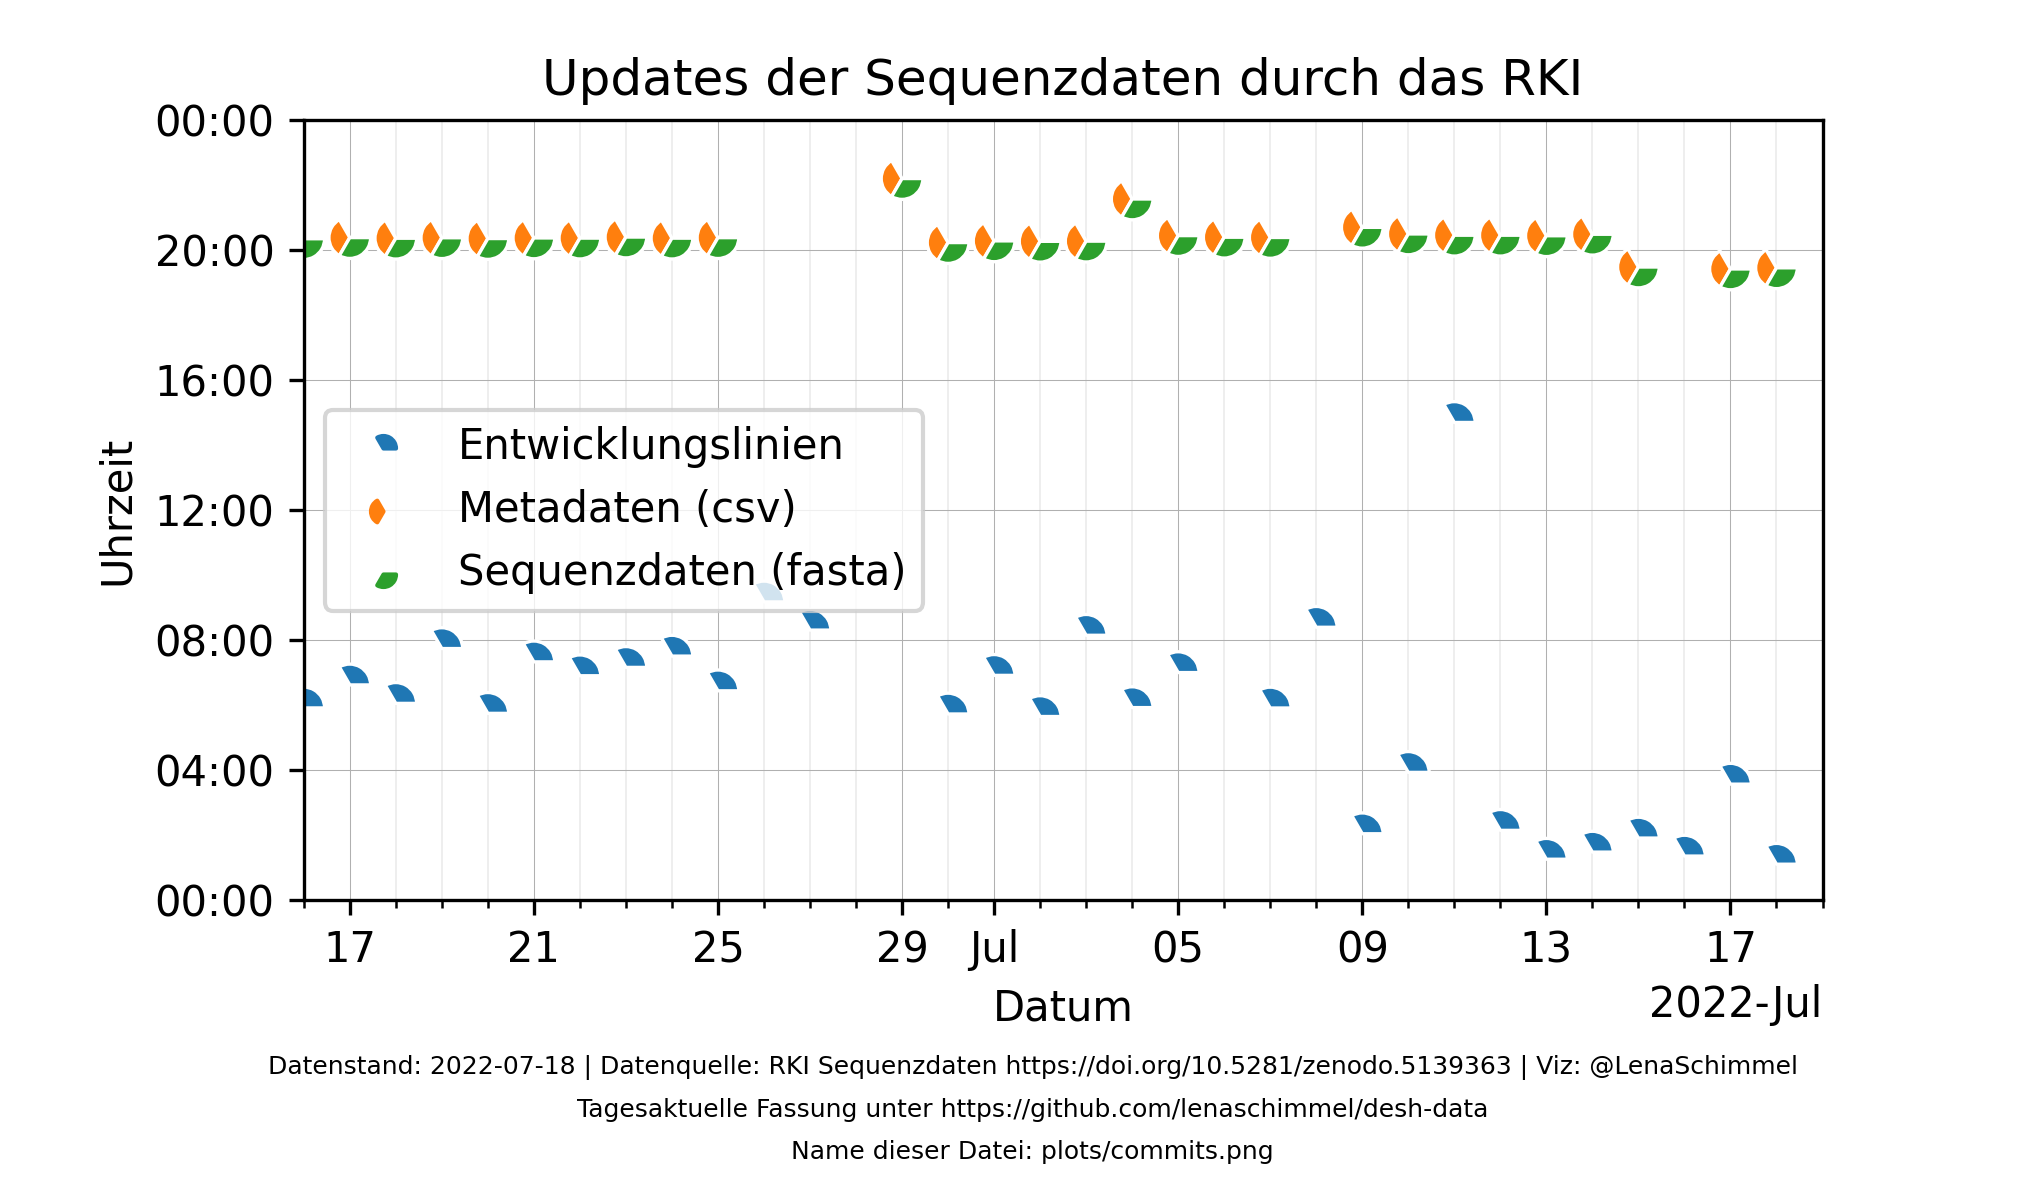 Updates der Sequenzdaten durch das RKI
00:00
20:00
16:00
12:00
08:00
04:00
00:00
Uhrzeit
Entwicklungslinien
Metadaten (csv)
Sequenzdaten (fasta)
17 21 25 29 Jul 05 09 13 17
Datum
2022-Jul
Datenstand: 2022-07-18 | Datenquelle: RKI Sequenzdaten https://doi.org/10.5281/zenodo.5139363 | Viz: @LenaSchimmel
Tagesaktuelle Fassung unter https://github.com/lenaschimmel/desh-data
Name dieser Datei: plots/commits.png